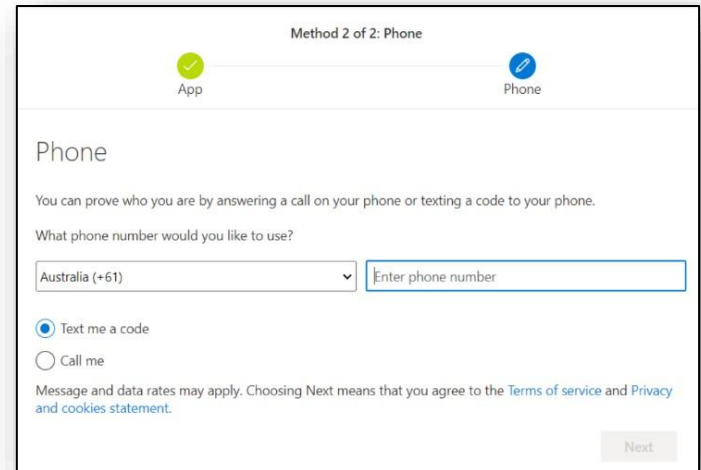 Method 2 of 2: Phone
App
Phone
Phone
You can prove who you are by answering a call on your phone or texting a code to your phone.
What phone number would you like to use?
Australia (+61)
Enter phone number
Text me a code
Call me
Message and data rates may apply. Choosing Next means that you agree to the Terms of service and Privacy
and cookies statement.
Next